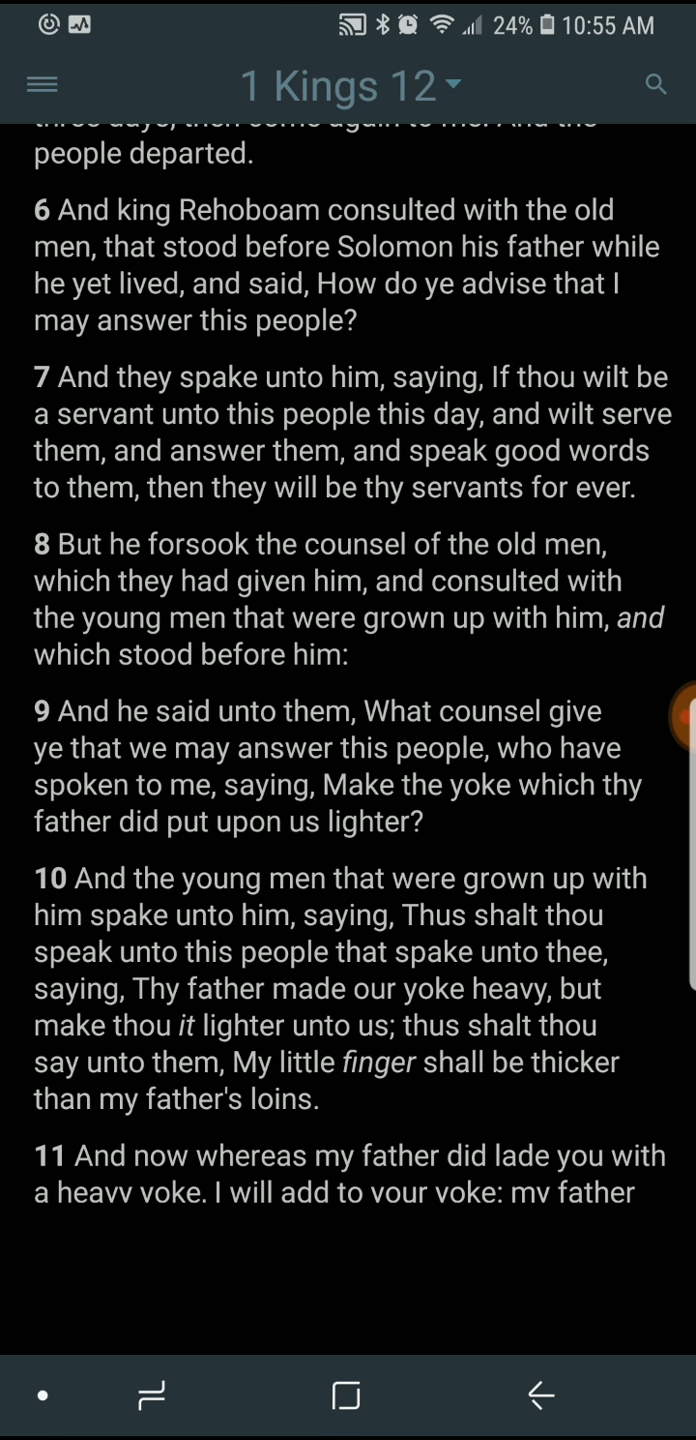 24% 10:55 AM
1 Kings 12
three days, then come again to me. And the
people departed.
6 And king Rehoboam consulted with the old
men, that stood before Solomon his father while
he yet lived, and said, How do ye advise that I
may answer this people?
7 And they spake unto him, saying, If thou wilt be
a servant unto this people this day, and wilt serve
them, and answer them, and speak good words
to them, then they will be thy servants for ever.
8 But he forsook the counsel of the old men,
which they had given him, and consulted with
the young men that were grown up with him, and
which stood before him:
9 And he said unto them, What counsel give
ye that we may answer this people, who have
spoken to me, saying, Make the yoke which thy
father did put upon us lighter?
10 And the young men that were grown up with
him spake unto him, saying, Thus shalt thou
speak unto this people that spake unto thee,
saying, Thy father made our yoke heavy, but
make thou it lighter unto us; thus shalt thou
say unto them, My little finger shall be thicker
than my father's loins.
11 And now whereas my father did lade you with
a heavy yoke, I will add to your yoke: my father